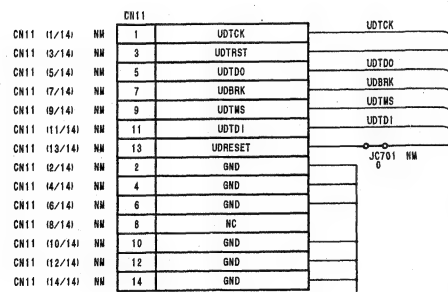 CN11
CN11 (1/14) NM 1 UDTCK UDTCK
CN11 (3/14) NM 3 UDTRST
CN11 (5/14) NM 5 UDTDO UDTDO
CN11 (7/14) NM 7 UDBRK UDBRK
CN11 (9/14) NM 9 UDTMS UDTMS
CN11 (11/14) NM 11 UDTDI UDTDI
CN11 (13/14) NM 13 UDRESET JC701 NM
0
CN11 (2/14) NM 2 GND
CN11 (4/14) NM 4 GND
CN11 (6/14) NM 6 GND
CN11 (8/14) NM 8 NC
CN11 (10/14) NM 10 GND
CN11 (12/14) NM 12 GND
CN11 (14/14) NM 14 GND